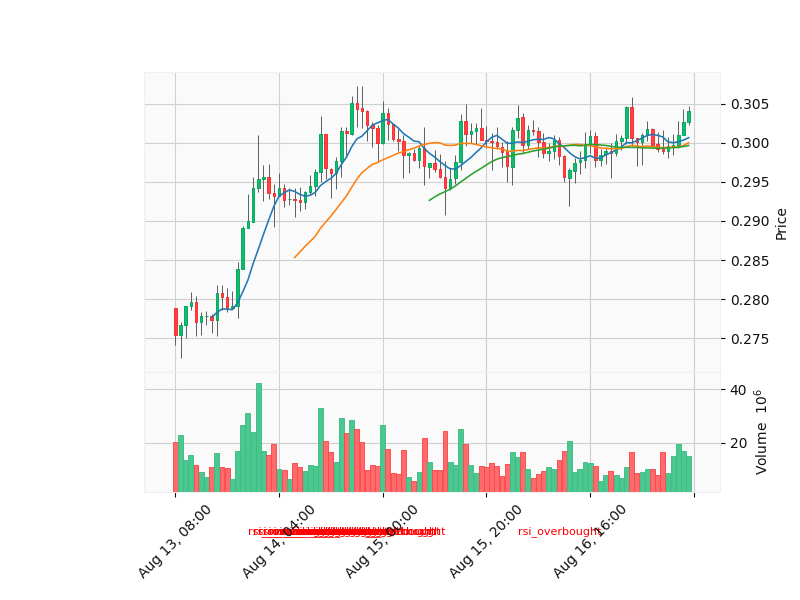 0.305
0.300
0.295
0.290
0.285
0.280
0.275
Price
40
20
Volume 10⁶
rsi_overbought
Aug 13, 08:00
Aug 14, 04:00
Aug 15, 00:00
Aug 15, 20:00
Aug 16, 16:00